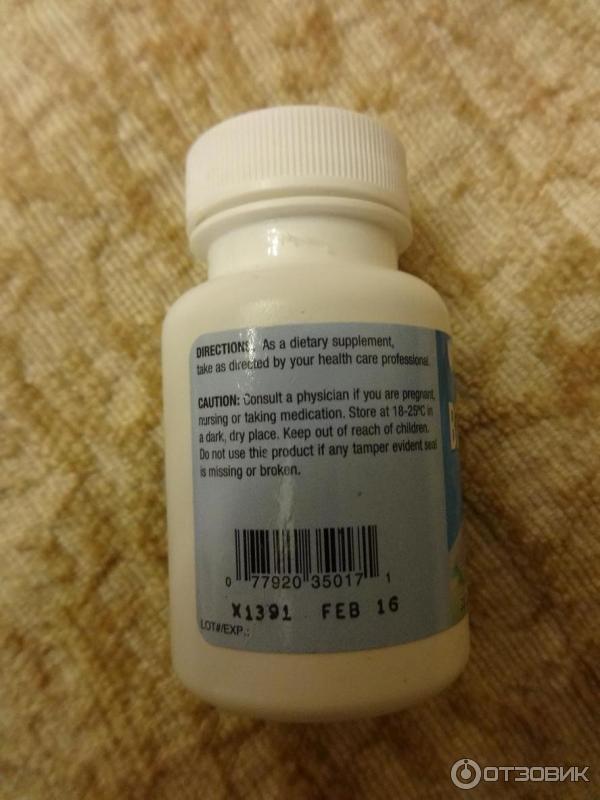 DIRECTIONS: As a dietary supplement,
take as directed by your health care professional.
CAUTION: Consult a physician if you are pregnant,
nursing or taking medication. Store at 18-25ºC in
a dark, dry place. Keep out of reach of children.
Do not use this product if any tamper evident seal
is missing or broken.
0 77920 35017 1
X1391 FEB 16
LOT#/EXP.:
ОТЗОВИК